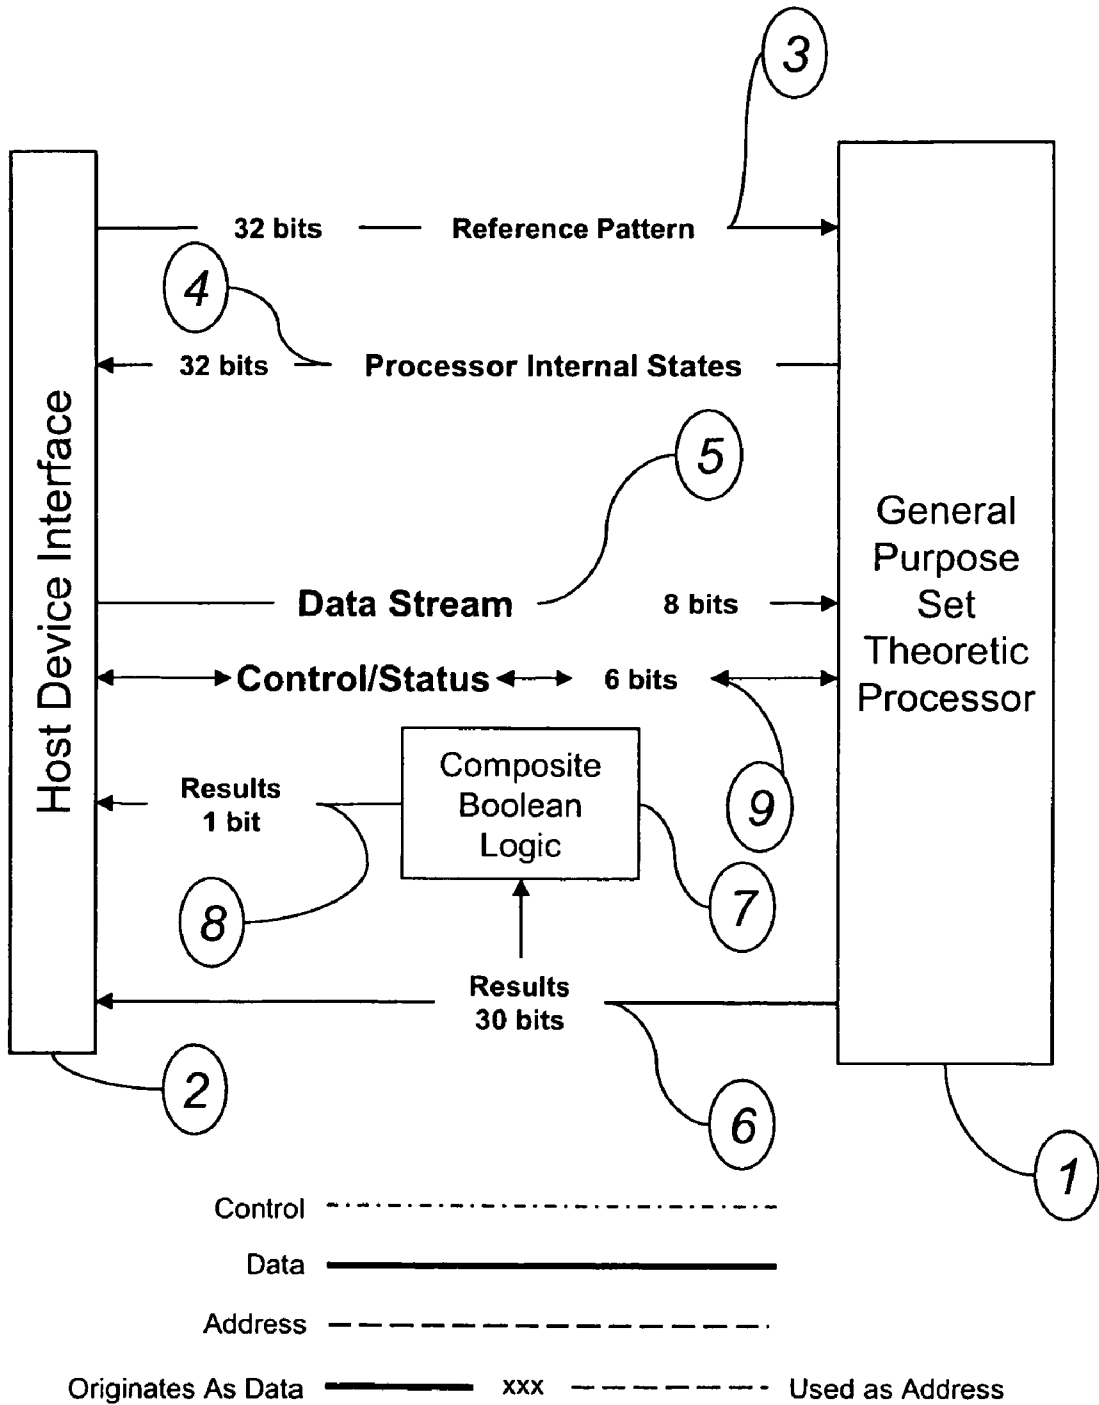 3
32 bits
Reference Pattern
4
32 bits
Processor Internal States
5
Host Device Interface
General
Purpose
Set
Theoretic
Processor
Data Stream
8 bits
Control/Status
6 bits
Composite
Boolean
Logic
Results
1 bit
9
7
8
Results
30 bits
2
6
1
Control
Data
Address
Originates As Data
xxx
Used as Address